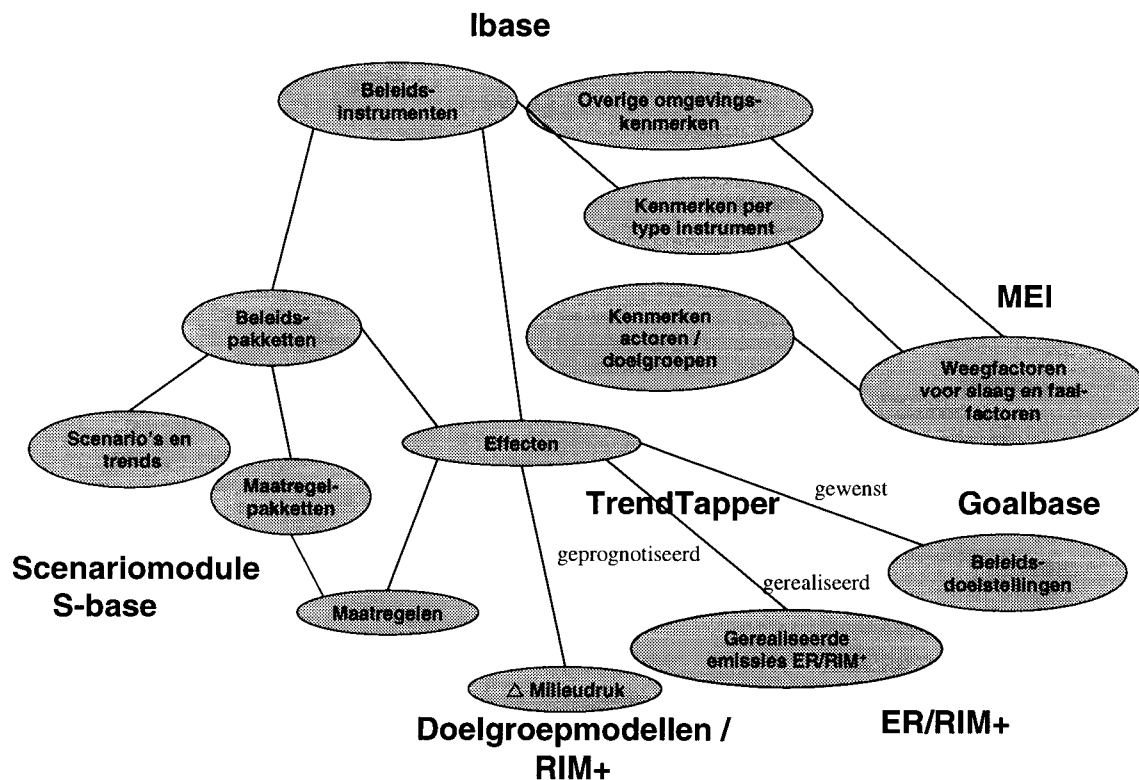 Ibase
Beleids-
instrumenten
Overige omgevings-
kenmerken
Kenmerken per
type instrument
MEI
Beleids-
pakketten
Kenmerken
actoren /
doelgroepen
Weegfactoren
voor slaag en faal-
factoren
Scenario's en
trends
Effecten
Maatregel-
pakketten
TrendTapper
gewenst
Goalbase
geprognotiseerd
gerealiseerd
Beleids-
doelstellingen
Scenariomodule
S-base
Maatregelen
Gerealiseerde
emissies ER/RIM+
△ Milieudruk
Doelgroepmodellen /
RIM+
ER/RIM+